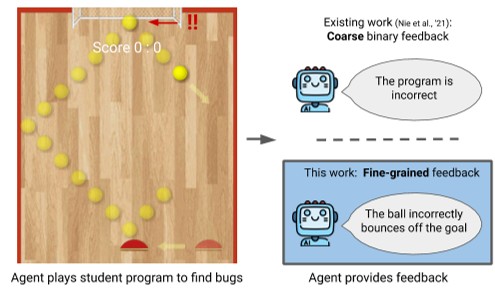 !!
Score 0 : 0
Agent plays student program to find bugs
Existing work (Nie et al., '21):
Coarse binary feedback
The program is
incorrect
AI
This work: Fine-grained feedback
The ball incorrectly
bounces off the goal
AI
Agent provides feedback